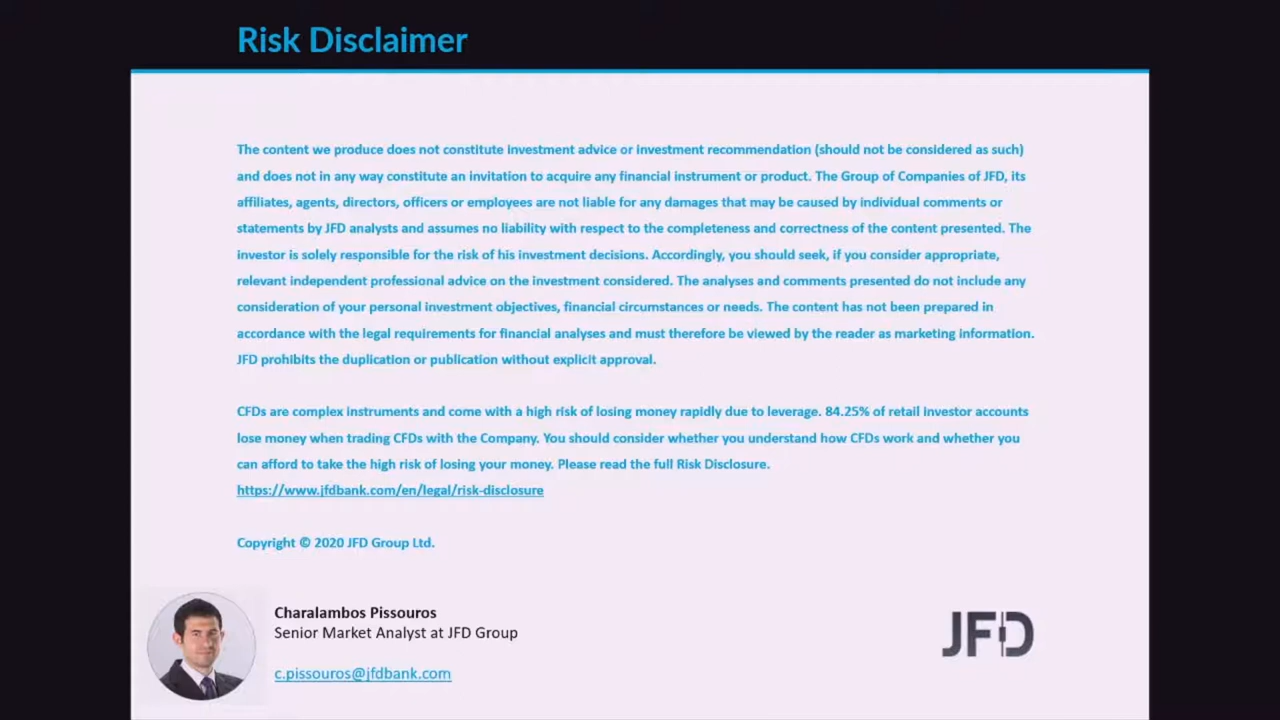 Risk Disclaimer
The content we produce does not constitute investment advice or investment recommendation (should not be considered as such)
and does not in any way constitute an invitation to acquire any financial instrument or product. The Group of Companies of JFD, its
affiliates, agents, directors, officers or employees are not liable for any damages that may be caused by individual comments or
statements by JFD analysts and assumes no liability with respect to the completeness and correctness of the content presented. The
investor is solely responsible for the risk of his investment decisions. Accordingly, you should seek, if you consider appropriate,
relevant independent professional advice on the investment considered. The analyses and comments presented do not include any
consideration of your personal investment objectives, financial circumstances or needs. The content has not been prepared in
accordance with the legal requirements for financial analyses and must therefore be viewed by the reader as marketing information.
JFD prohibits the duplication or publication without explicit approval.
CFDs are complex instruments and come with a high risk of losing money rapidly due to leverage. 84.25% of retail investor accounts
lose money when trading CFDs with the Company. You should consider whether you understand how CFDs work and whether you
can afford to take the high risk of losing your money. Please read the full Risk Disclosure.
https://www.jfdbank.com/en/legal/risk-disclosure
Copyright © 2020 JFD Group Ltd.
Charalambos Pissouros
Senior Market Analyst at JFD Group
c.pissouros@jfdbank.com
JFD